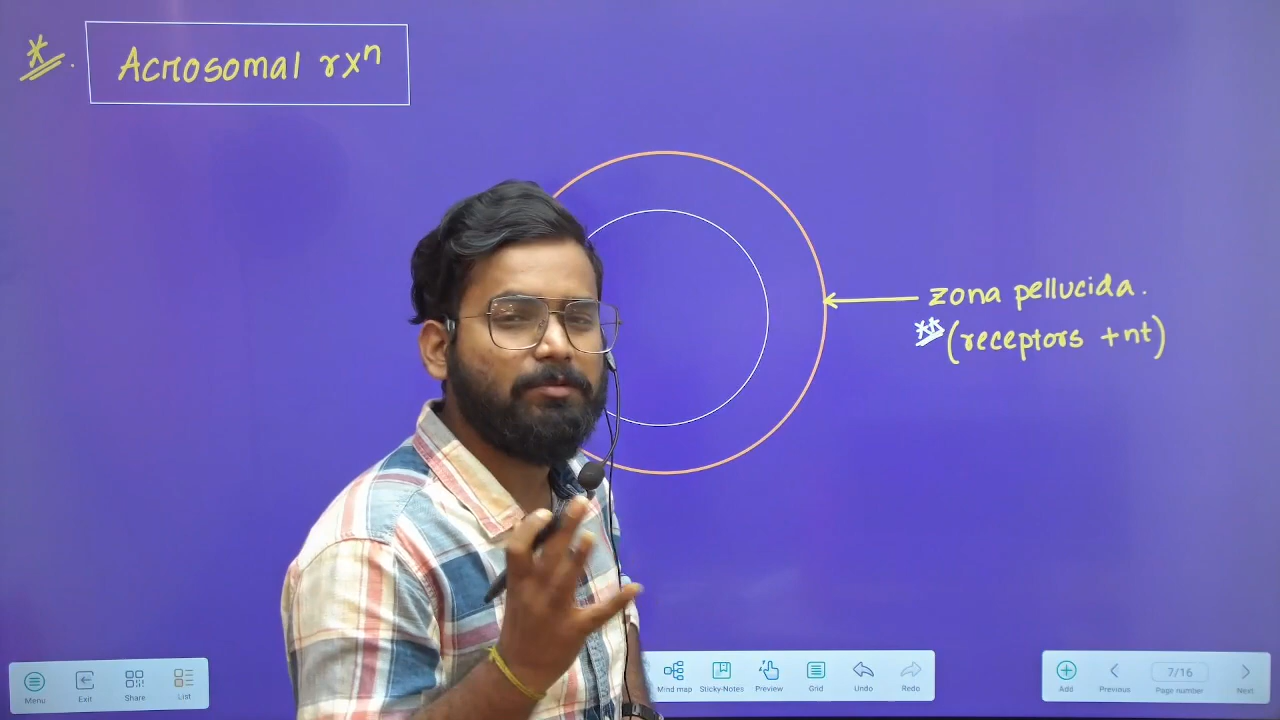 * . Acrosomal rxⁿ
zona pellucida.
** (receptors +nt)
Menu Exit Share List
Mind map Sticky-Notes Preview Grid Undo Redo
Add Previous 7/16 Page number Next